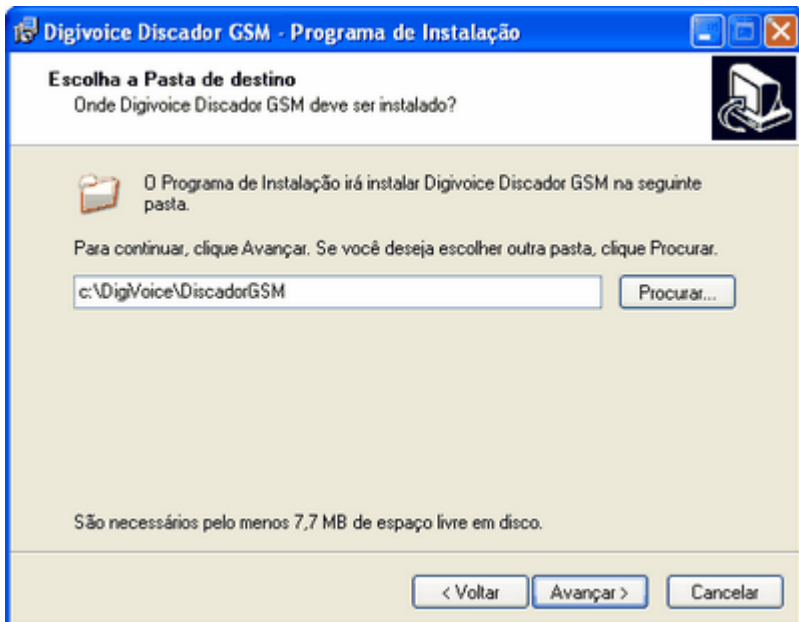 Digivoice Discador GSM - Programa de Instalação
Escolha a Pasta de destino
Onde Digivoice Discador GSM deve ser instalado?
O Programa de Instalação irá instalar Digivoice Discador GSM na seguinte
pasta.
Para continuar, clique Avançar. Se você deseja escolher outra pasta, clique Procurar.
c:\DigiVoice\DiscadorGSM
Procurar...
São necessários pelo menos 7,7 MB de espaço livre em disco.
< Voltar
Avançar >
Cancelar